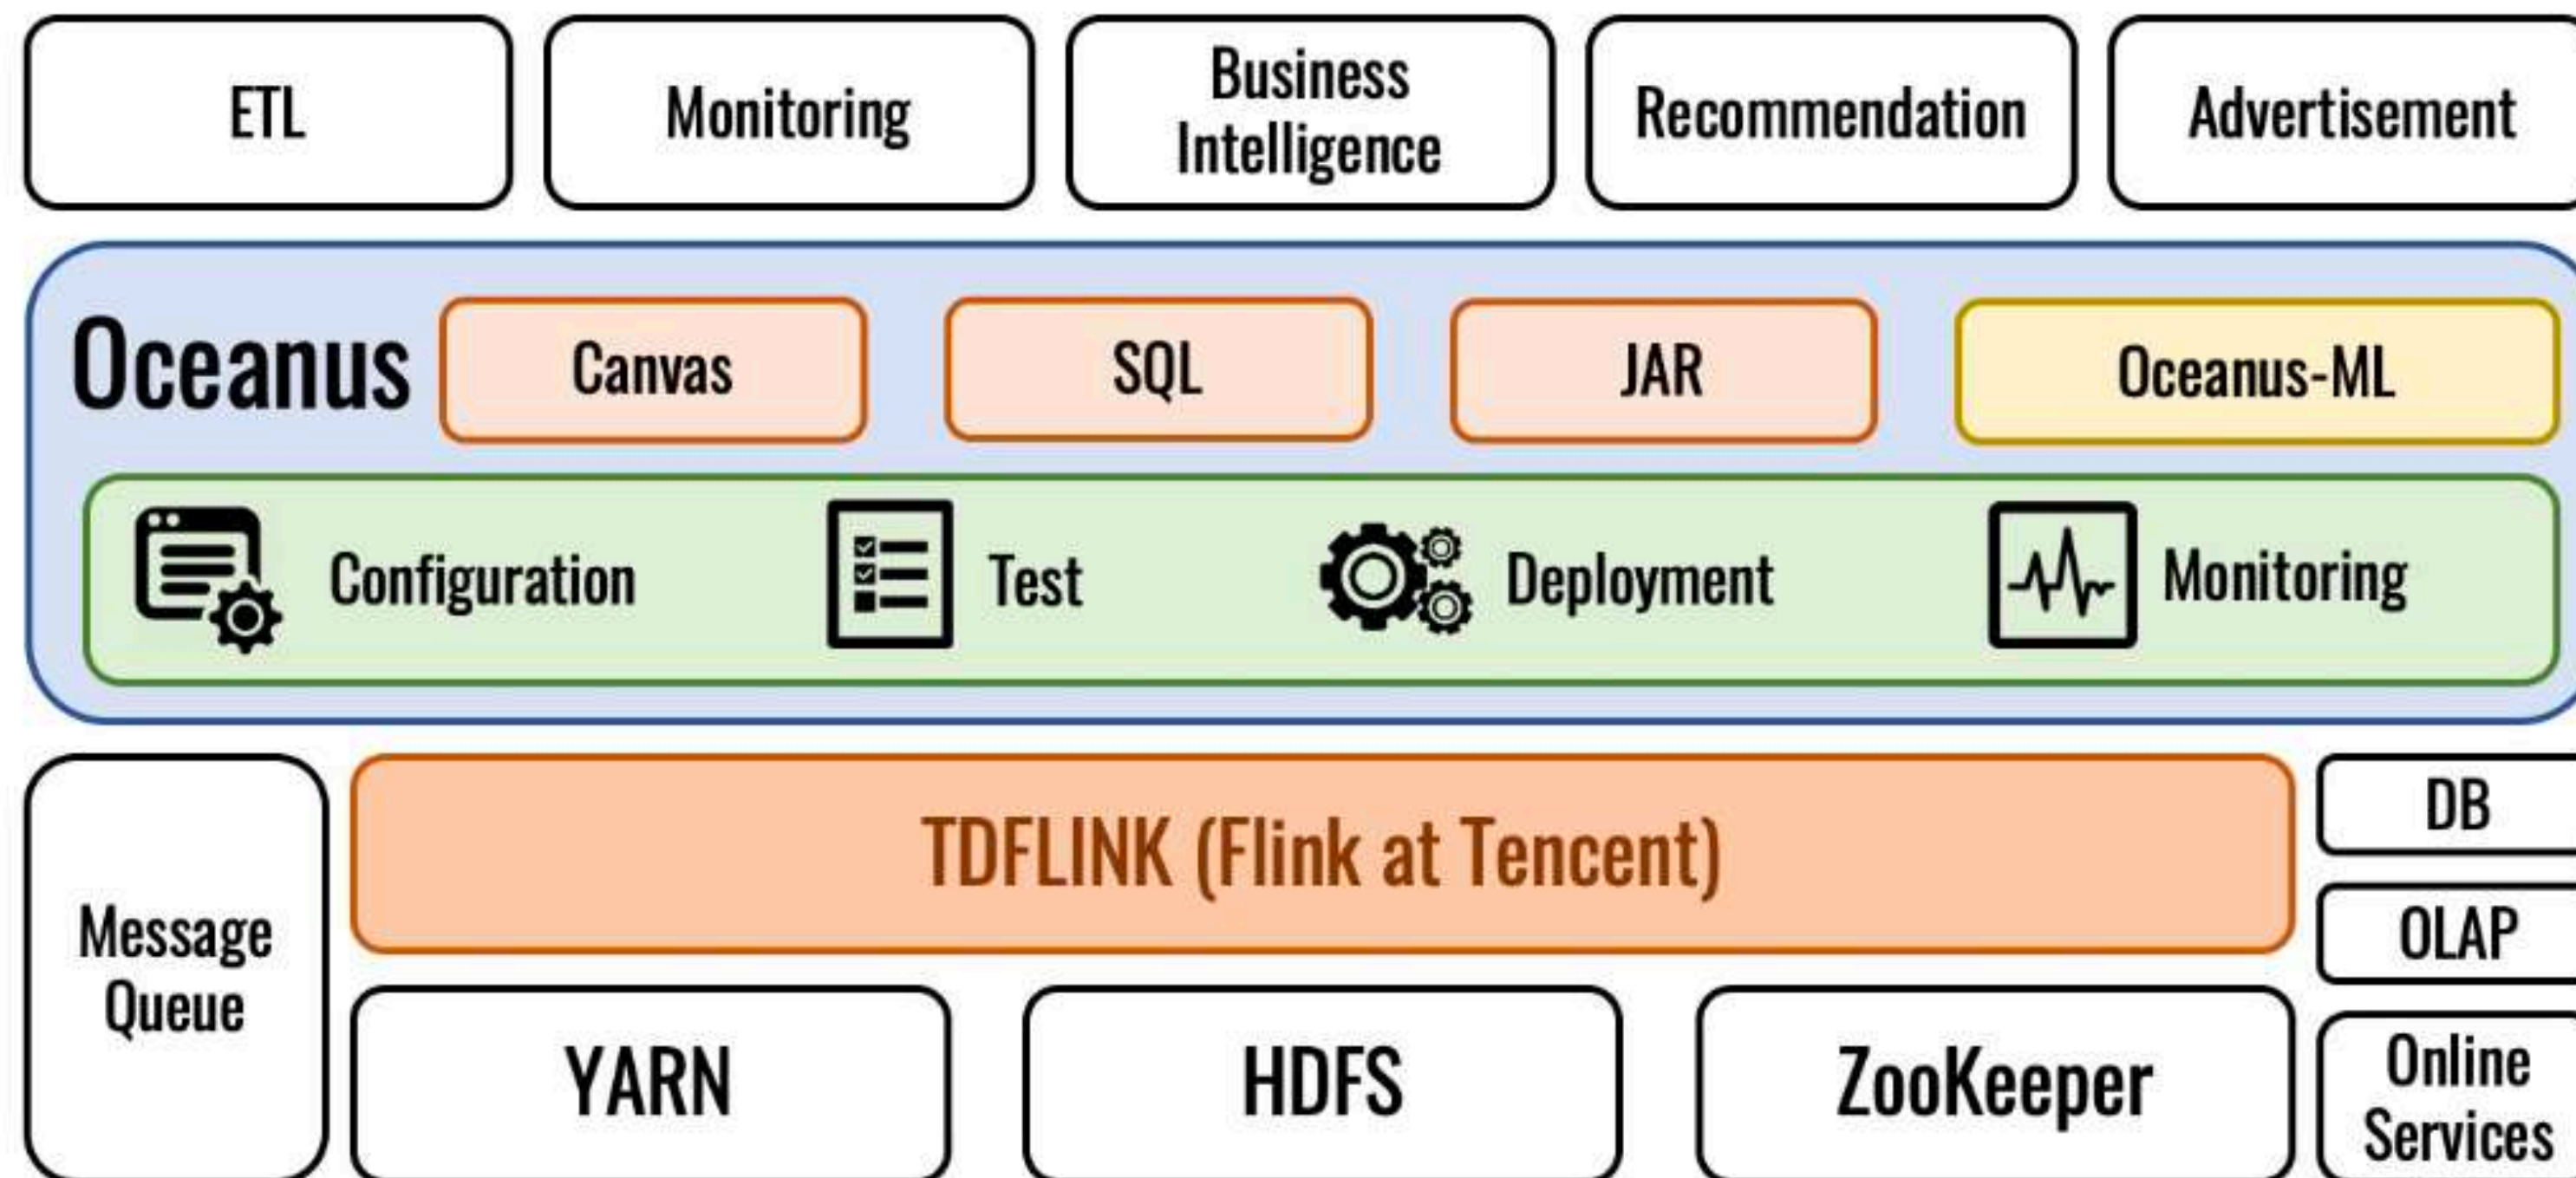 ETL
Monitoring
Business
Intelligence
Recommendation
Advertisement
Oceanus
Canvas
SQL
JAR
Oceanus-ML
Configuration
Test
Deployment
Monitoring
Message
Queue
TDFLINK (Flink at Tencent)
DB
OLAP
YARN
HDFS
ZooKeeper
Online
Services